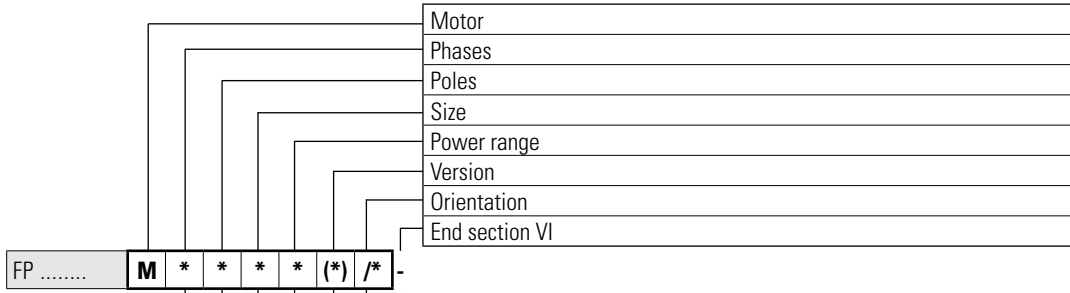 Motor
Phases
Poles
Size
Power range
Version
Orientation
End section VI
FP ........ M * * * * (*) /* -